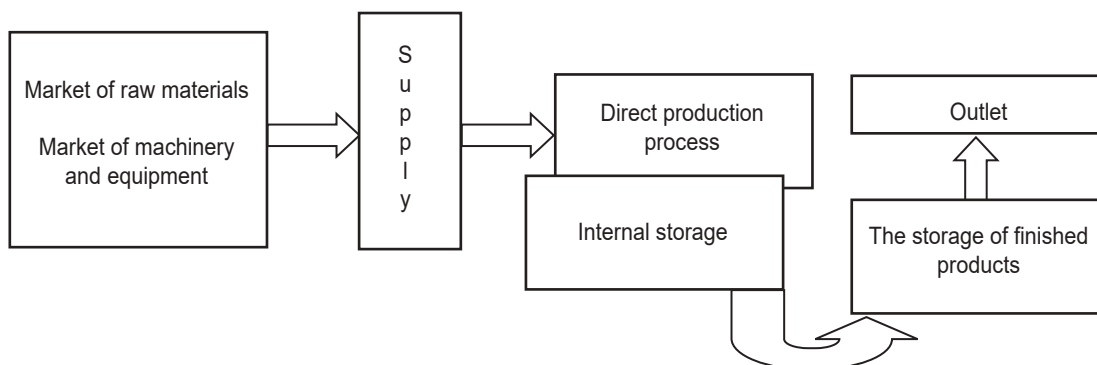 Market of raw materials
Market of machinery
and equipment
Supply
Direct production
process
Internal storage
Outlet
The storage of finished
products